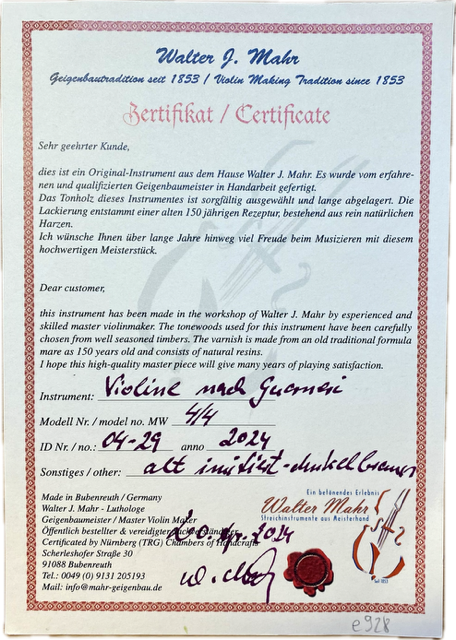 Walter J. Mahr
Geigenbautradition seit 1853 / Violin Making Tradition since 1853
Zertifikat / Certificate
Sehr geehrter Kunde,
dies ist ein Original-Instrument aus dem Hause Walter J. Mahr. Es wurde vom erfahre-
nen und qualifizierten Geigenbaumeister in Handarbeit gefertigt.
Das Tonholz dieses Instrumentes ist sorgfältig ausgewählt und lange abgelagert. Die
Lackierung entstammt einer alten 150 jährigen Rezeptur, bestehend aus rein natürlichen
Harzen.
Ich wünsche Ihnen über lange Jahre hinweg viel Freude beim Musizieren mit diesem
hochwertigen Meisterstück.
Dear customer,
this instrument has been made in the workshop of Walter J. Mahr by esperienced and
skilled master violinmaker. The tonewoods used for this instrument have been carefully
chosen from well seasoned timbers. The varnish is made from an old traditional formula
mare as 150 years old and consists of natural resins.
I hope this high-quality master piece will give many years of playing satisfaction.
Instrument: Violine nach Guarneri
Modell Nr. / model no. MW 4/4
ID Nr. / no.: 04-29 anno 2024
Sonstiges / other: alt imitiert - dunkelbraun
Made in Bubenreuth / Germany
Walter J. Mahr - Luthologe
Geigenbaumeister / Master Violin Maker
Öffentlich bestellter & vereidigter Sachverständiger
Certificated by Nürnberg (TRG) Chambers of Handcrafts
Scherleshofer Straße 30
91088 Bubenreuth
Tel.: 0049 (0) 9131 205193
Mail: info@mahr-geigenbau.de
2024
Ein betönendes Erlebnis
Walter Mahr
Streichinstrumente aus Meisterhand
Seit 1853
e928